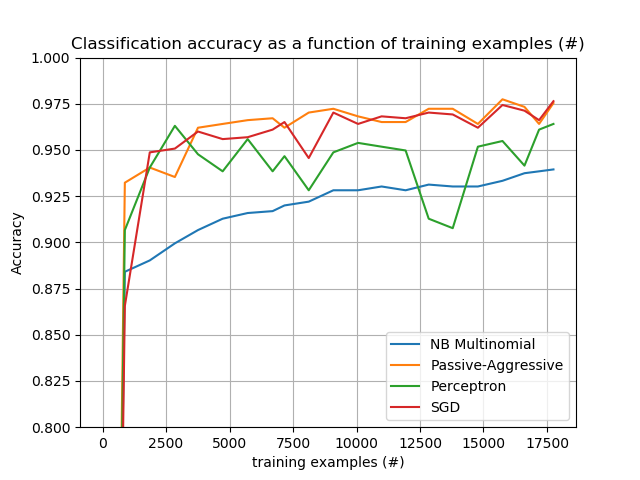 Classification accuracy as a function of training examples (#)
1.000
0.975
0.950
0.925
0.900
0.875
0.850
0.825
0.800
Accuracy
NB Multinomial
Passive-Aggressive
Perceptron
SGD
0 2500 5000 7500 10000 12500 15000 17500
training examples (#)